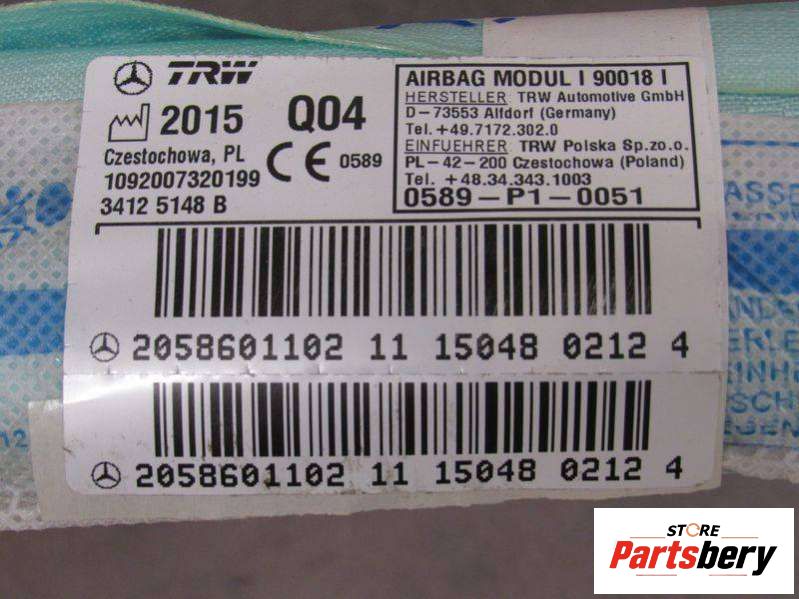 TRW
2015 Q04
Czestochowa, PL
CE 0589
1092007320199
3412 5148 B
AIRBAG MODUL I 90018 I
HERSTELLER TRW Automotive GmbH
D-73553 Alfdorf (Germany)
Tel.+49.7172.302.0
EINFUEHRER TRW Polska Sp.zo.o.
PL-42-200 Czestochowa (Poland)
Tel. +48.34.343.1003
0589-P1-0051
2058601102 11 15048 0212 4
2058601102 11 15048 0212 4
STORE
Partsbery